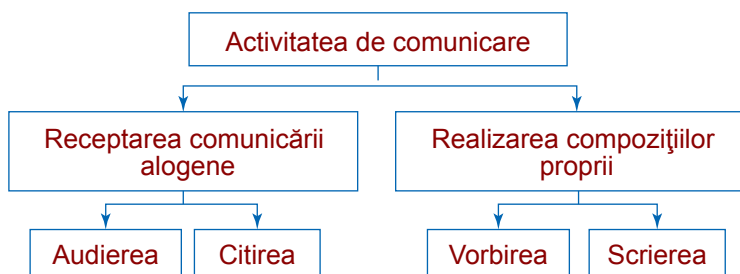 Activitatea de comunicare
Receptarea comunicării
alogene
Realizarea compoziţiilor
proprii
Audierea
Citirea
Vorbirea
Scrierea